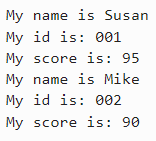 My name is Susan
My id is: 001
My score is: 95
My name is Mike
My id is: 002
My score is: 90